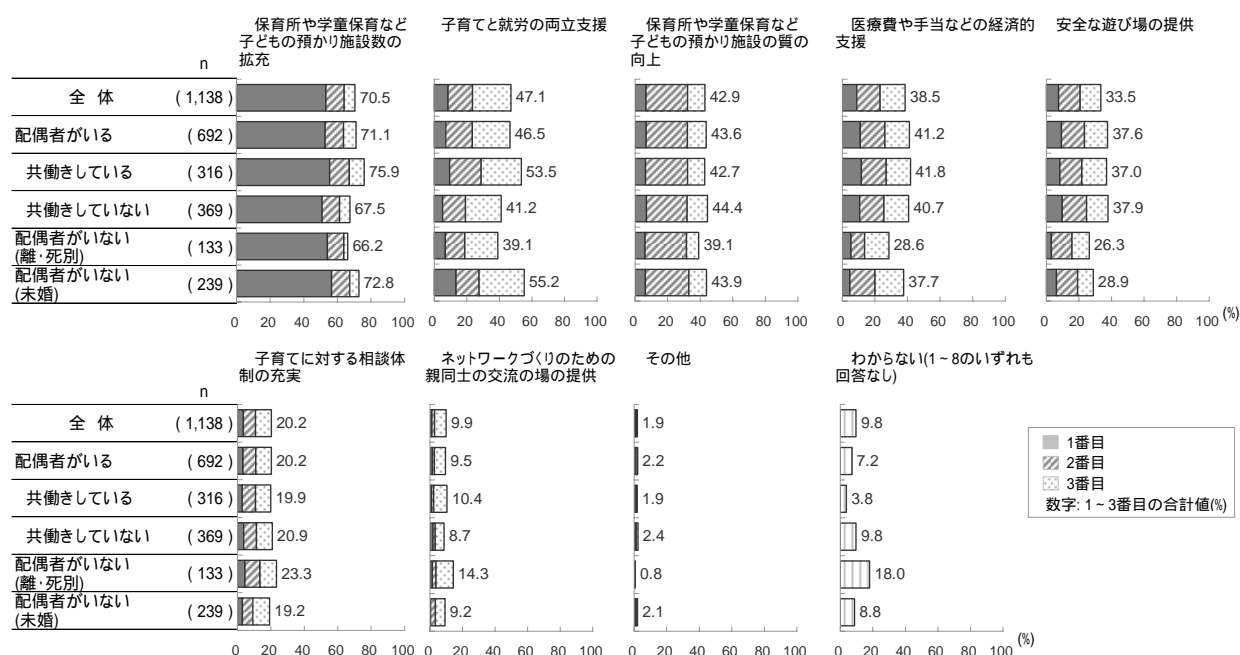 保育所や学童保育など
子どもの預かり施設数の
拡充
子育てと就労の両立支援
保育所や学童保育など
子どもの預かり施設の質の
向上
医療費や手当などの経済的
支援
安全な遊び場の提供
n
全 体 (1,138) 70.5 47.1 42.9 38.5 33.5
配偶者がいる (692) 71.1 46.5 43.6 41.2 37.6
共働きしている (316) 75.9 53.5 42.7 41.8 37.0
共働きしていない (369) 67.5 41.2 44.4 40.7 37.9
配偶者がいない
(離・死別) (133) 66.2 39.1 39.1 28.6 26.3
配偶者がいない
(未婚) (239) 72.8 55.2 43.9 37.7 28.9
0 20 40 60 80 100 0 20 40 60 80 100 0 20 40 60 80 100 0 20 40 60 80 100 0 20 40 60 80 100 (%)
子育てに対する相談体
制の充実
ネットワークづくりのための
親同士の交流の場の提供
その他
わからない(1~8のいずれも
回答なし)
n
全 体 (1,138) 20.2 9.9 1.9 9.8
配偶者がいる (692) 20.2 9.5 2.2 7.2
共働きしている (316) 19.9 10.4 1.9 3.8
共働きしていない (369) 20.9 8.7 2.4 9.8
配偶者がいない
(離・死別) (133) 23.3 14.3 0.8 18.0
配偶者がいない
(未婚) (239) 19.2 9.2 2.1 8.8
0 20 40 60 80 100 0 20 40 60 80 100 0 20 40 60 80 100 0 20 40 60 80 100 (%)
1番目
2番目
3番目
数字: 1~3番目の合計値(%)